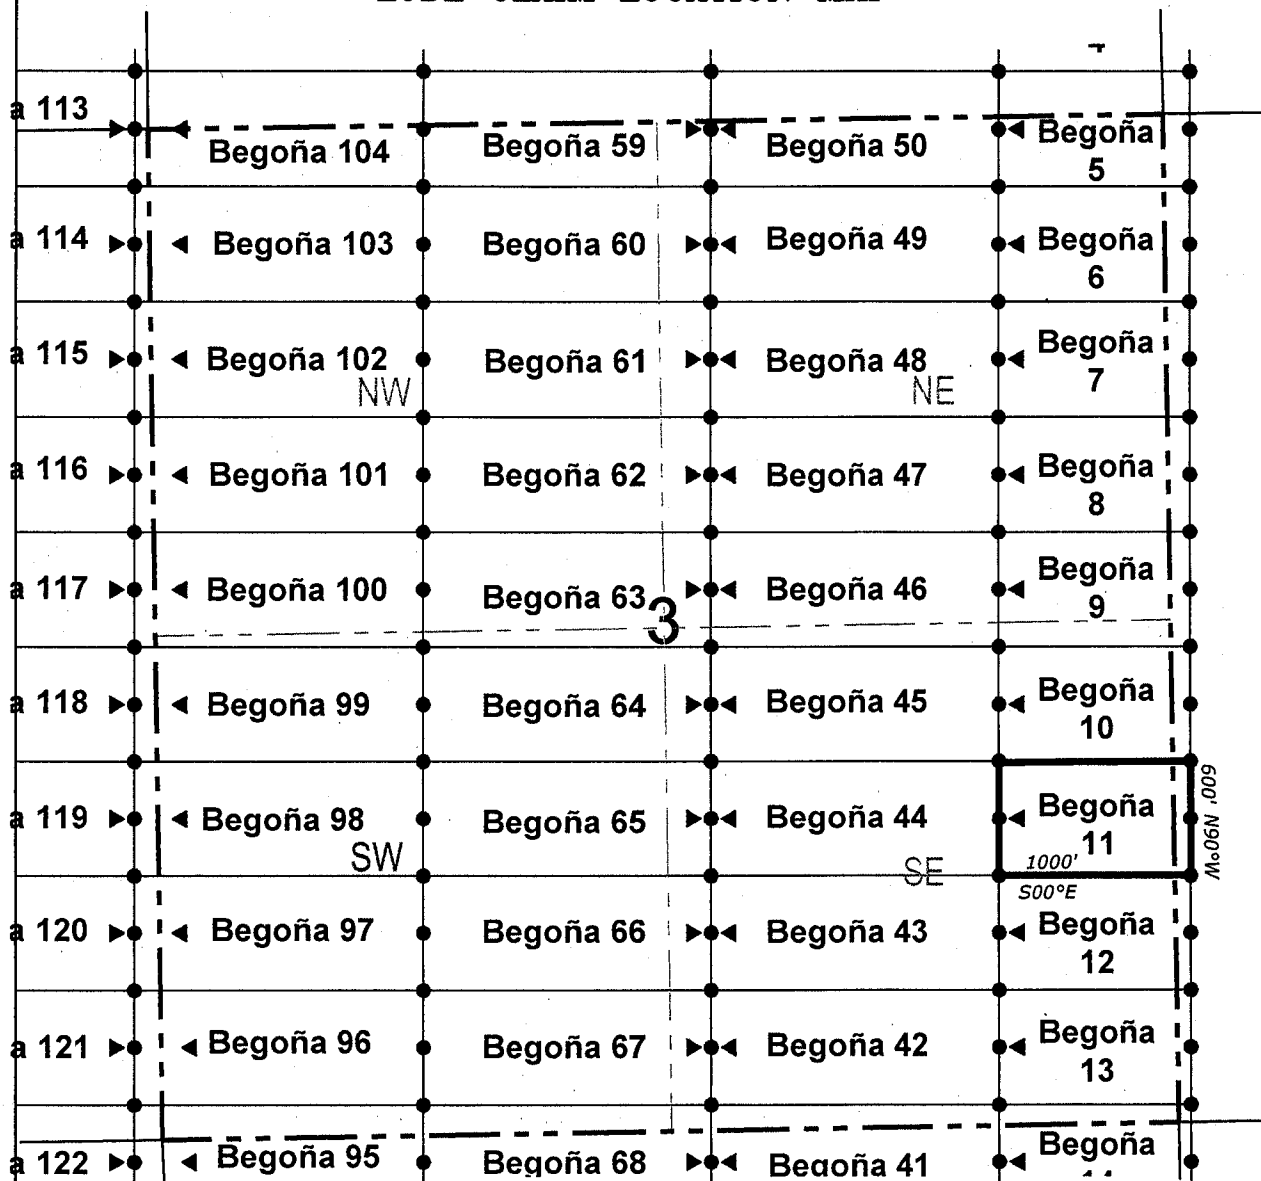 a 113
Begoña 104
Begoña 59
Begoña 50
Begoña
5
a 114
Begoña 103
Begoña 60
Begoña 49
Begoña
6
a 115
Begoña 102
Begoña 61
Begoña 48
Begoña
7
NW
NE
a 116
Begoña 101
Begoña 62
Begoña 47
Begoña
8
a 117
Begoña 100
Begoña 63
Begoña 46
Begoña
9
3
a 118
Begoña 99
Begoña 64
Begoña 45
Begoña
10
a 119
Begoña 98
Begoña 65
Begoña 44
Begoña
11
600' N90°W
SW
SE
1000'
S00°E
a 120
Begoña 97
Begoña 66
Begoña 43
Begoña
12
a 121
Begoña 96
Begoña 67
Begoña 42
Begoña
13
a 122
Begoña 95
Begoña 68
Begoña 41
Begoña